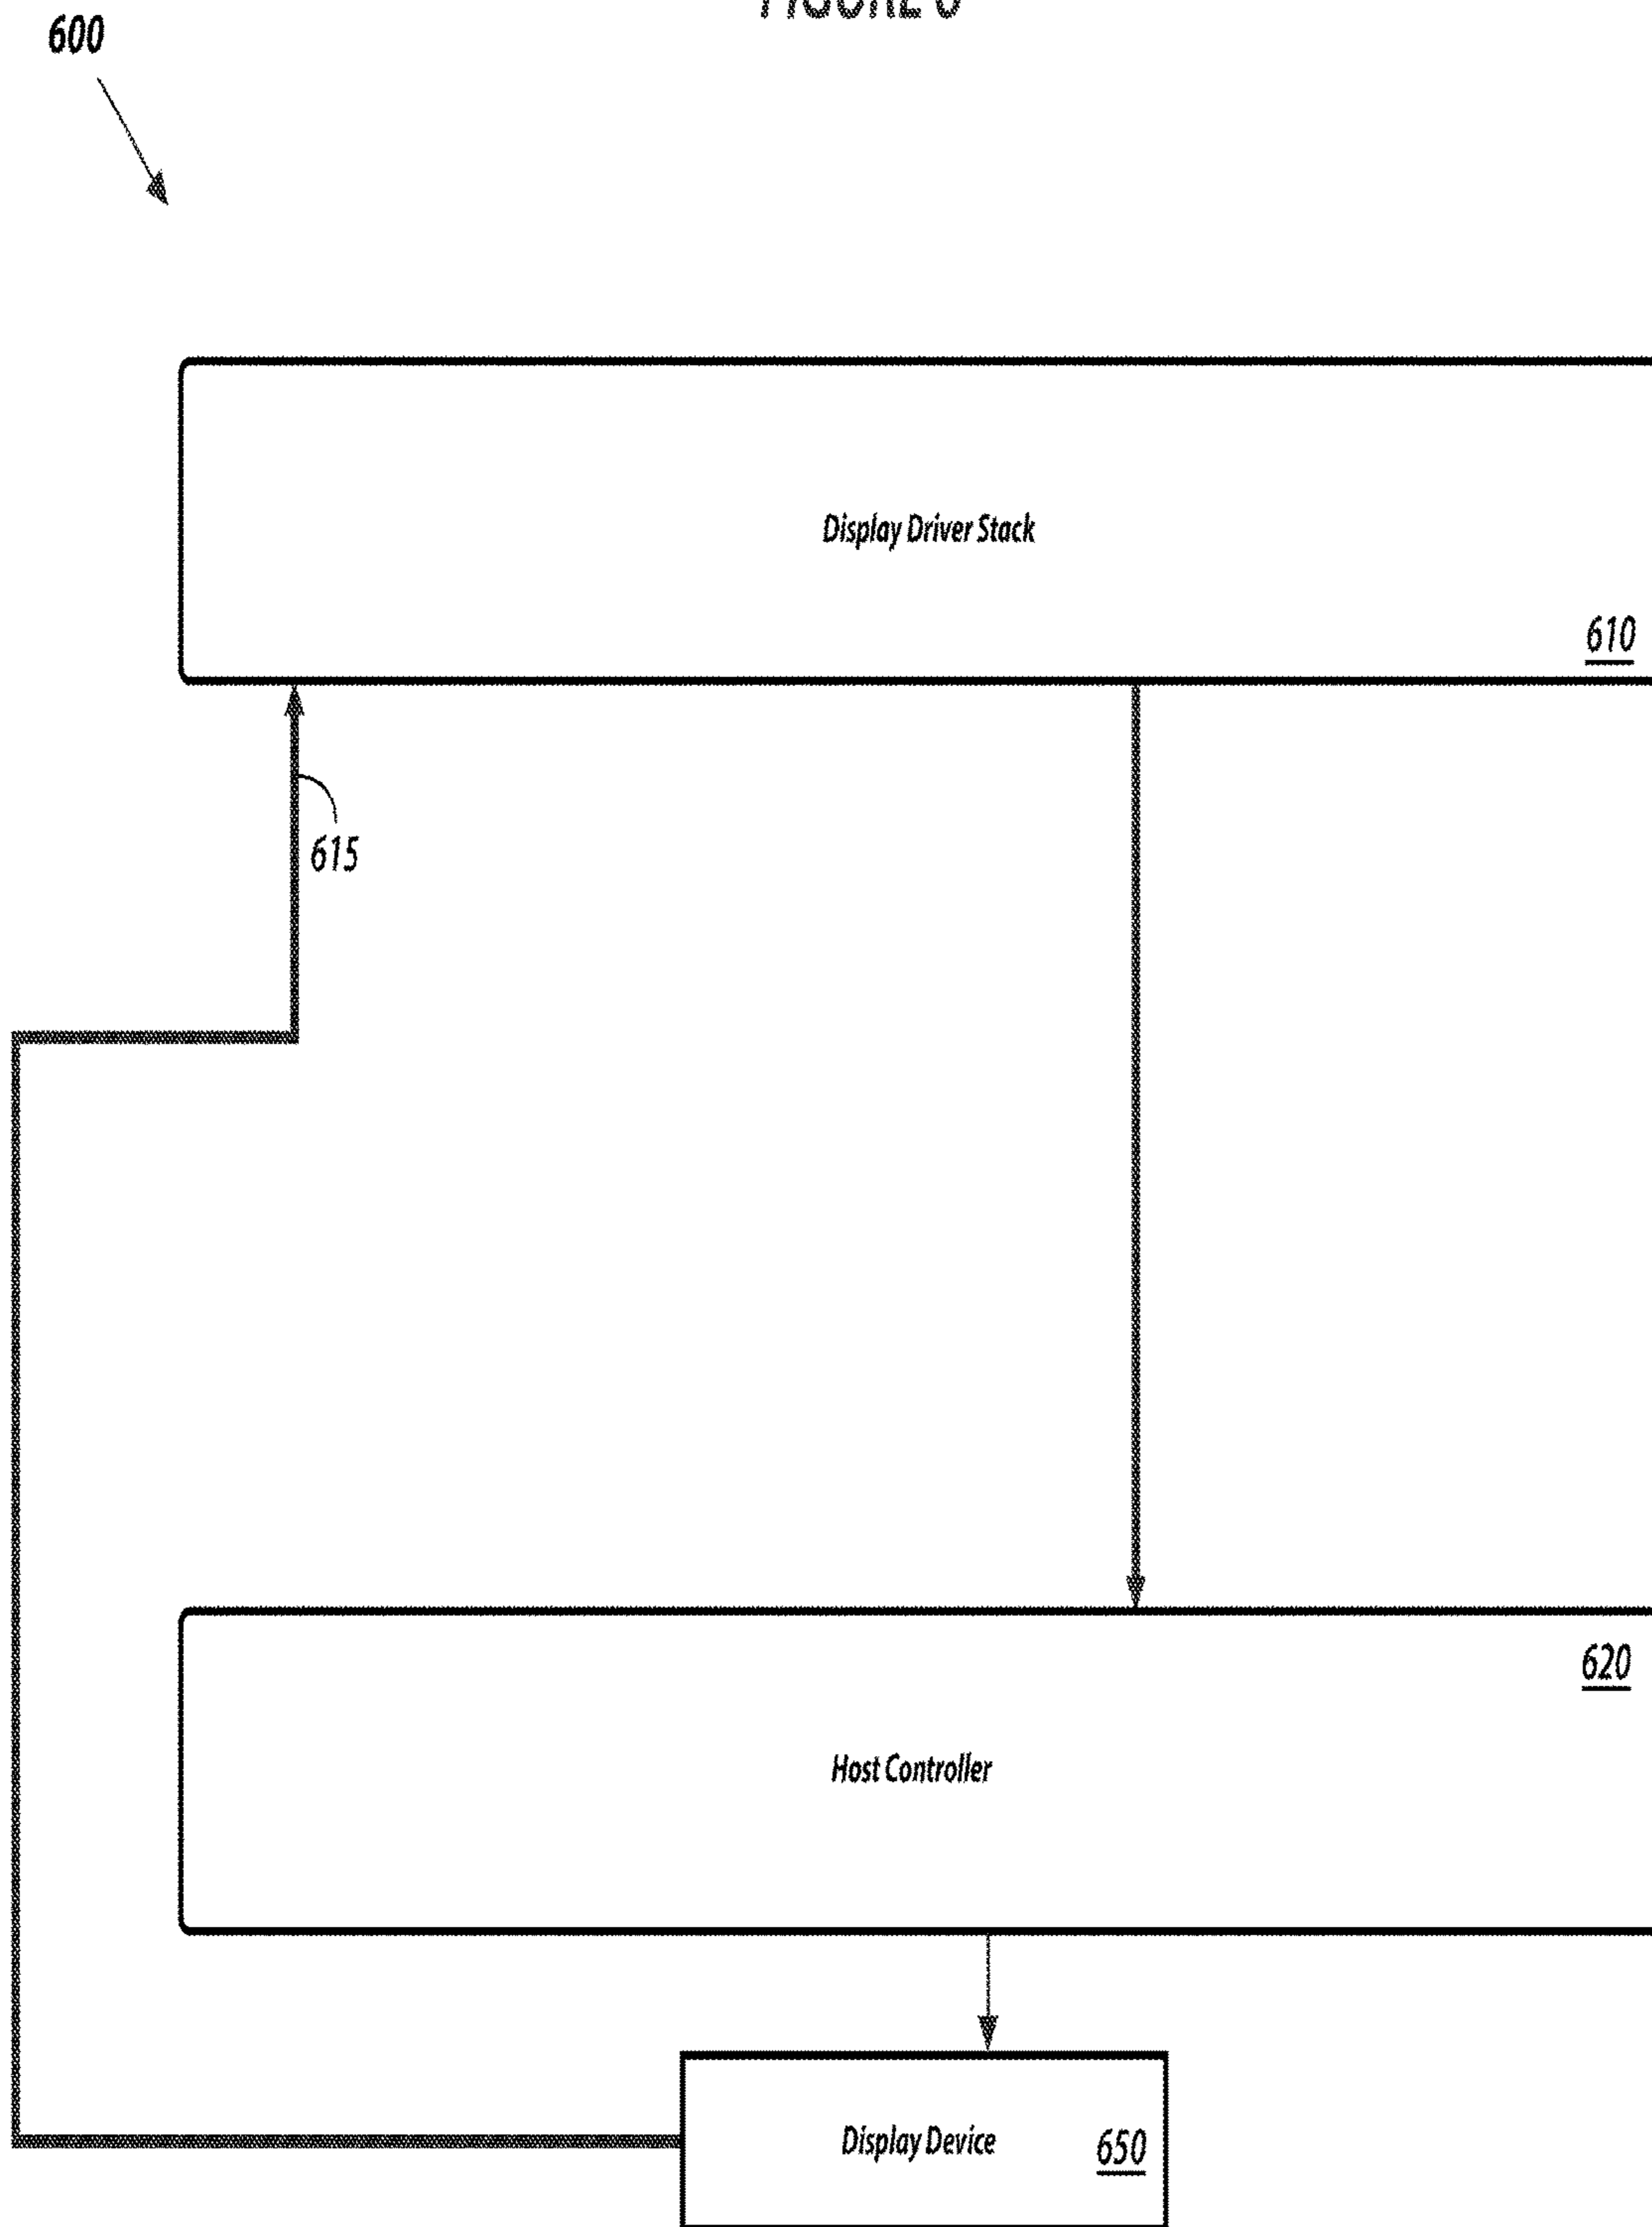 600
Display Driver Stack
610
615
620
Host Controller
Display Device
650